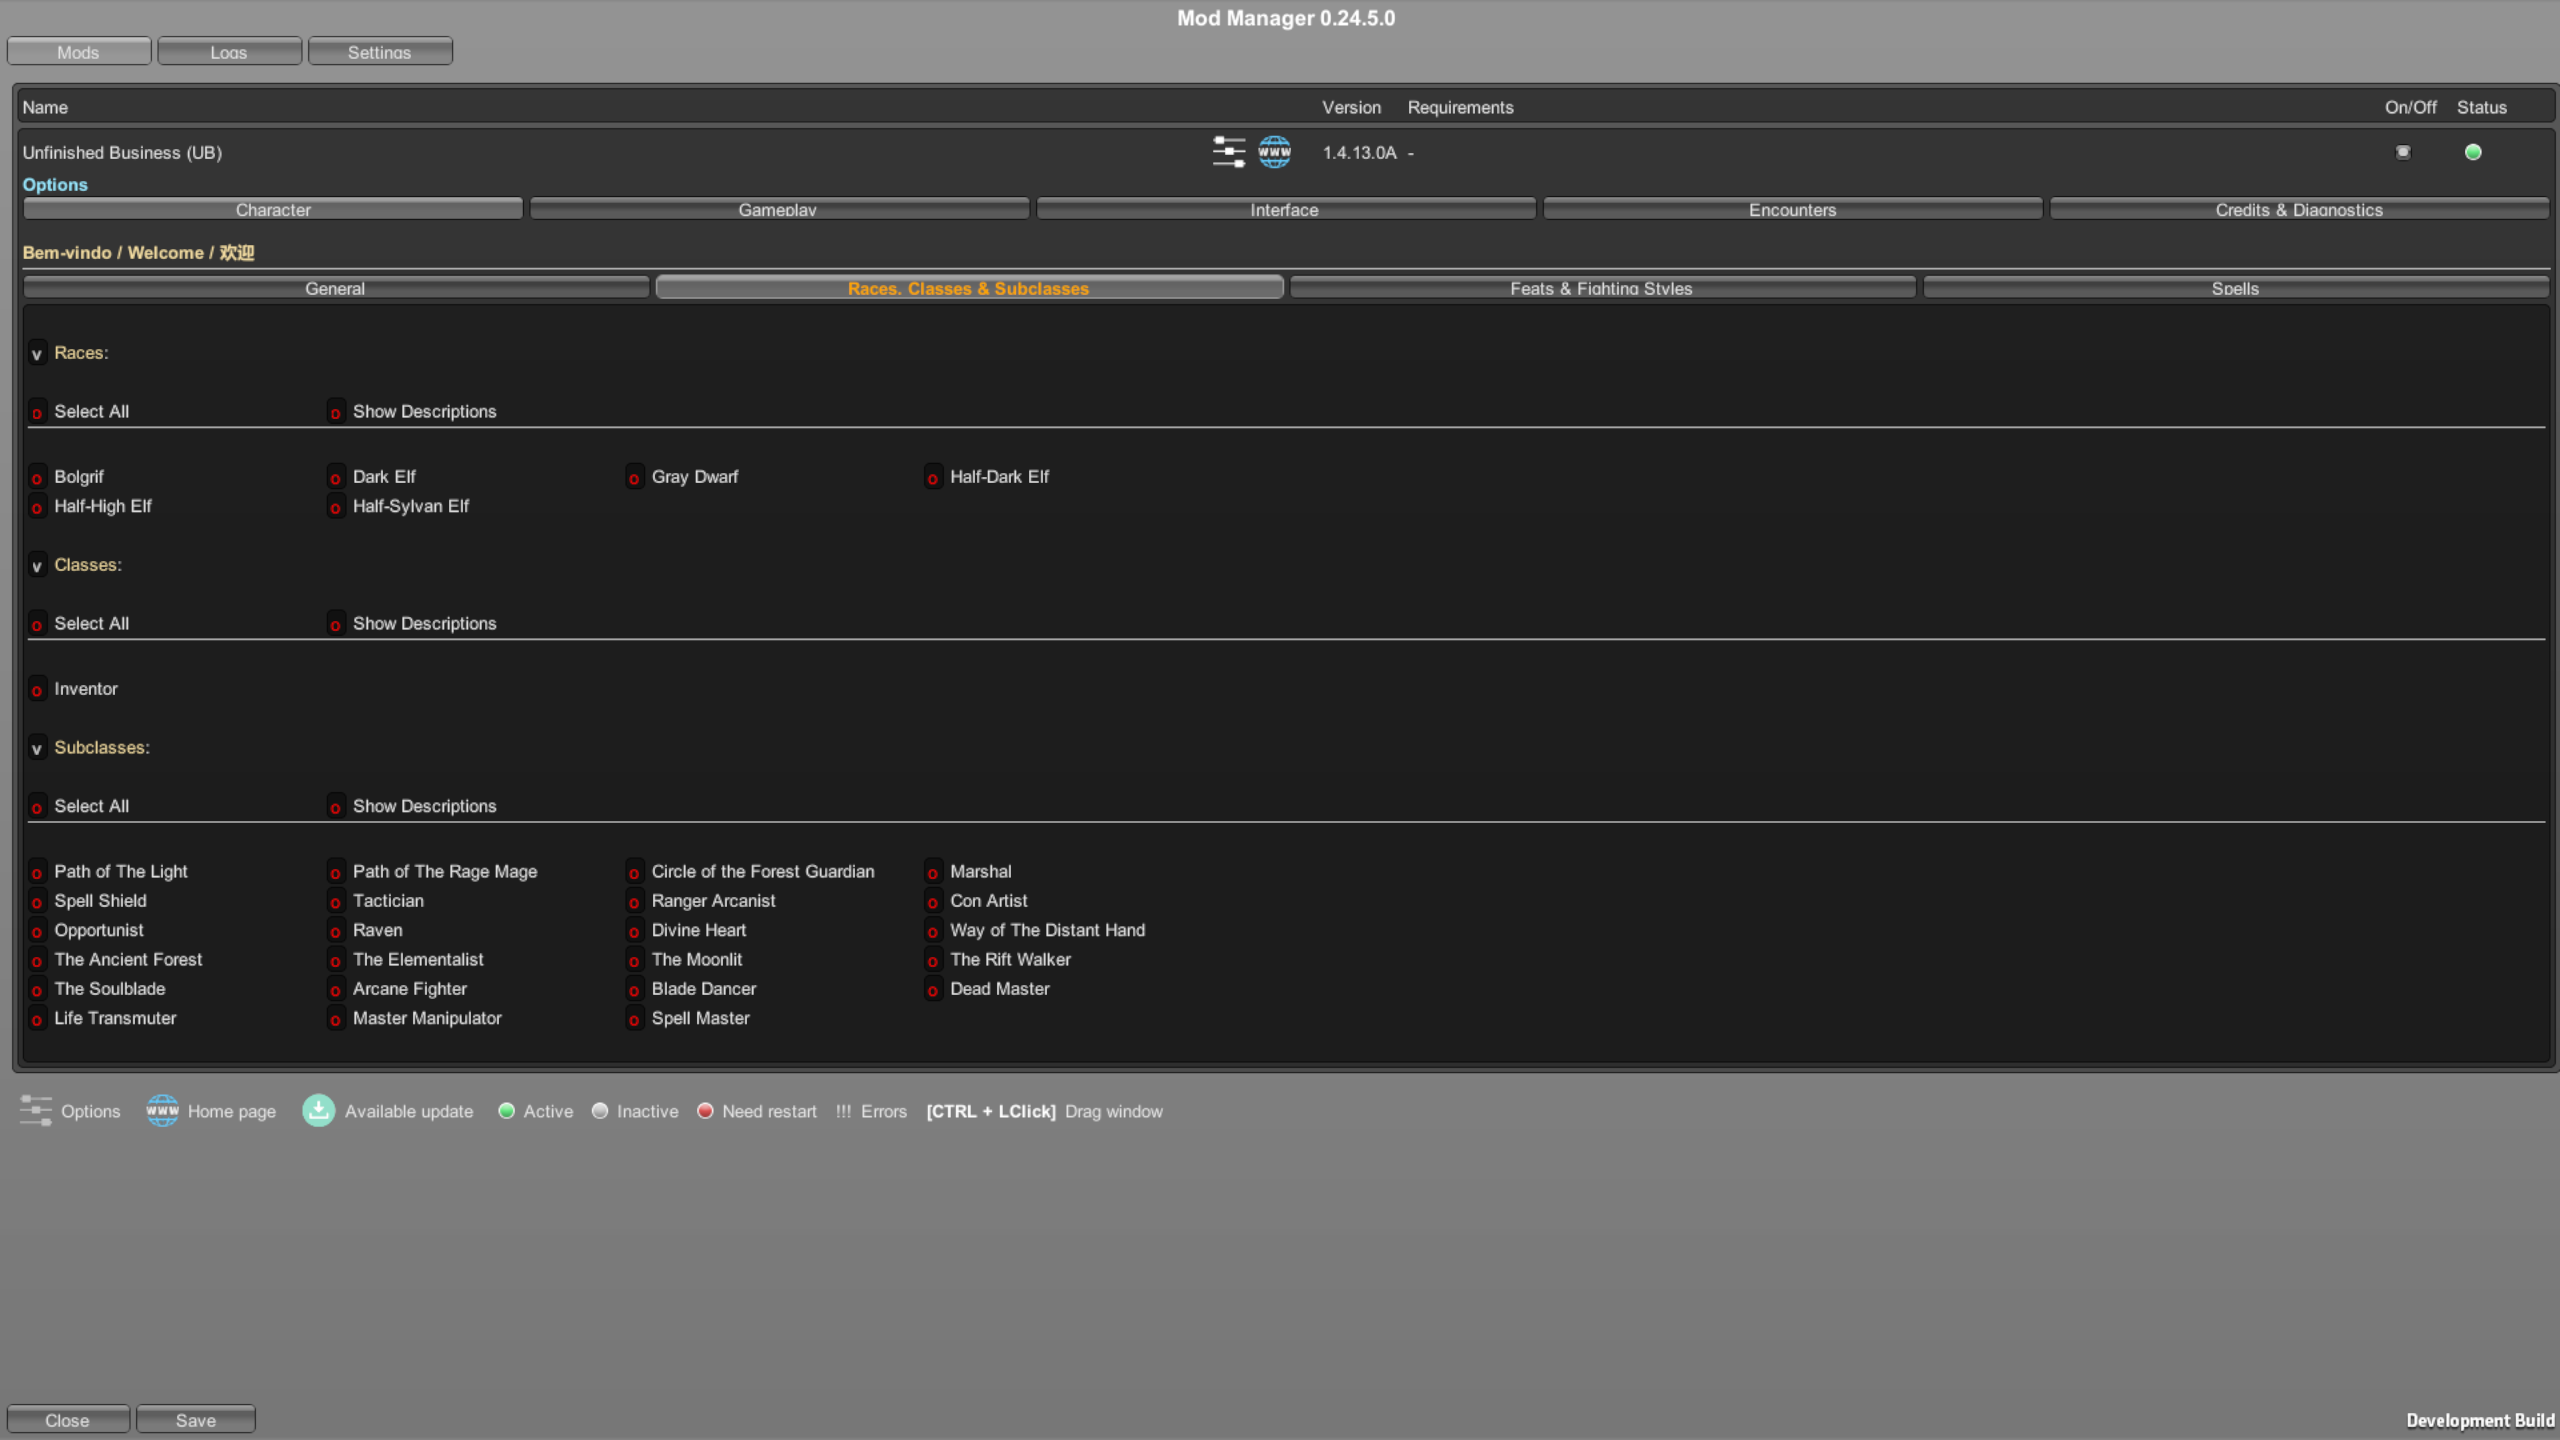 Mod Manager 0.24.5.0
Mods Logs Settings
Name Version Requirements On/Off Status
Unfinished Business (UB) www 1.4.13.0A -
Options
Character Gameplay Interface Encounters Credits & Diagnostics
Bem-vindo / Welcome / 欢迎
General Races, Classes & Subclasses Feats & Fighting Styles Spells
v Races:
o Select All o Show Descriptions
o Bolgrif o Dark Elf o Gray Dwarf o Half-Dark Elf
o Half-High Elf o Half-Sylvan Elf
v Classes:
o Select All o Show Descriptions
o Inventor
v Subclasses:
o Select All o Show Descriptions
o Path of The Light o Path of The Rage Mage o Circle of the Forest Guardian o Marshal
o Spell Shield o Tactician o Ranger Arcanist o Con Artist
o Opportunist o Raven o Divine Heart o Way of The Distant Hand
o The Ancient Forest o The Elementalist o The Moonlit o The Rift Walker
o The Soulblade o Arcane Fighter o Blade Dancer o Dead Master
o Life Transmuter o Master Manipulator o Spell Master
Options www Home page Available update Active Inactive Need restart !!! Errors [CTRL + LClick] Drag window
Close Save Development Build